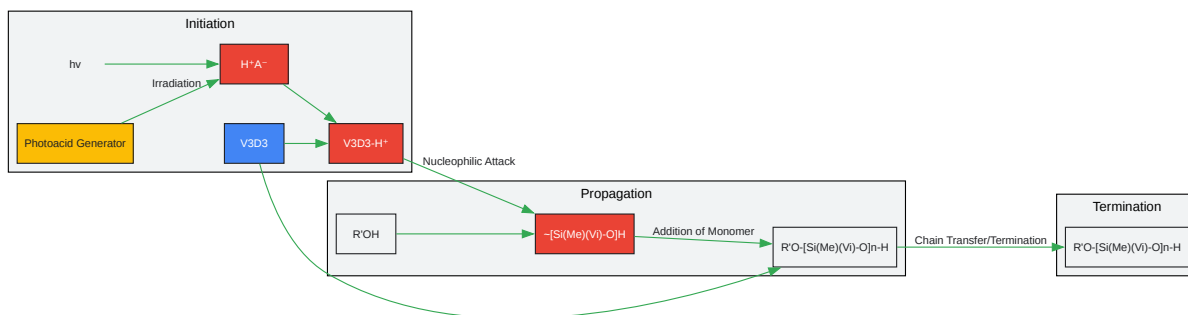 Initiation
hv
H⁺A⁻
Irradiation
Photoacid Generator
V3D3
V3D3-H⁺
Nucleophilic Attack
Propagation
R'OH
~[Si(Me)(Vi)-O]H
Addition of Monomer
R'O-[Si(Me)(Vi)-O]n-H
Chain Transfer/Termination
Termination
R'O-[Si(Me)(Vi)-O]n-H